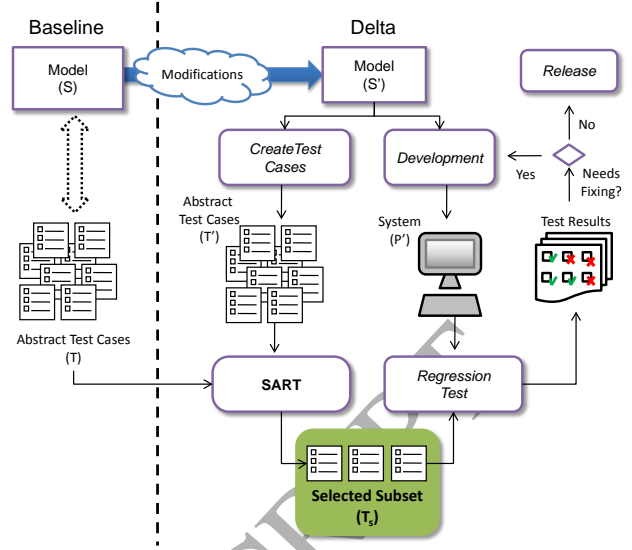 Baseline
Delta
Model
(S)
Modifications
Model
(S’)
Release
No
CreateTest
Cases
Development
Yes
Needs
Fixing?
Abstract
Test Cases
(T’)
System
(P’)
Test Results
Abstract Test Cases
(T)
SART
Regression
Test
Selected Subset
(Ts)